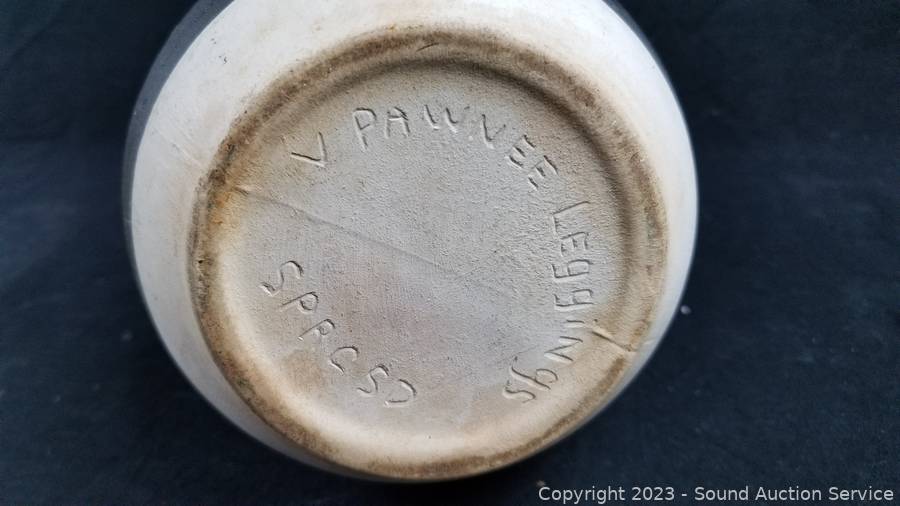 V PAWNEE LEggINgS
SPRCSD
Copyright © 2023 - Sound Auction Service